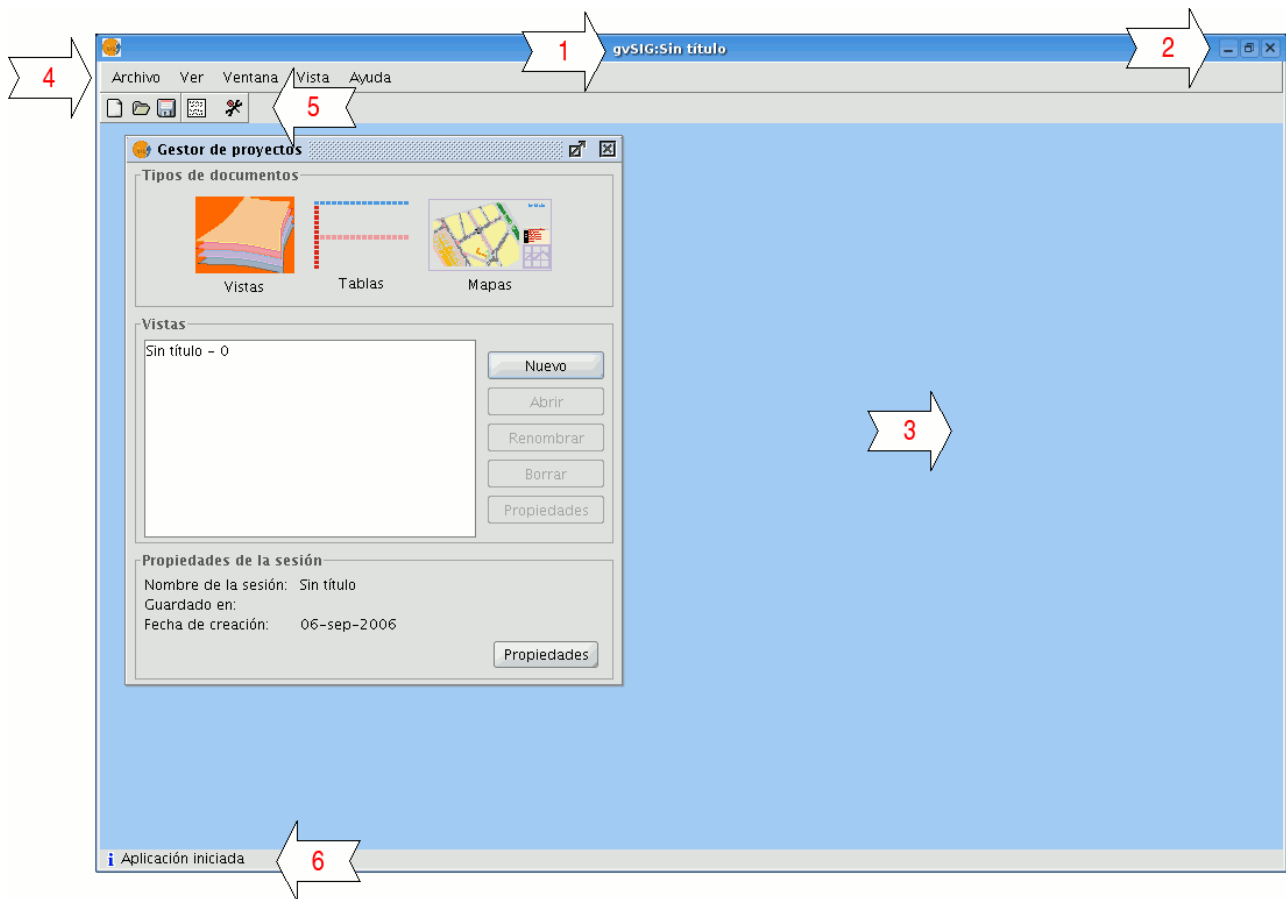 1
gvSIG:Sin título
2
4
Archivo Ver Ventana Vista Ayuda
5
Gestor de proyectos
Tipos de documentos
Vistas Tablas Mapas
Vistas
Sin título - 0
Nuevo
Abrir
Renombrar
Borrar
Propiedades
3
Propiedades de la sesión
Nombre de la sesión: Sin título
Guardado en:
Fecha de creación: 06-sep-2006
Propiedades
i Aplicación iniciada
6